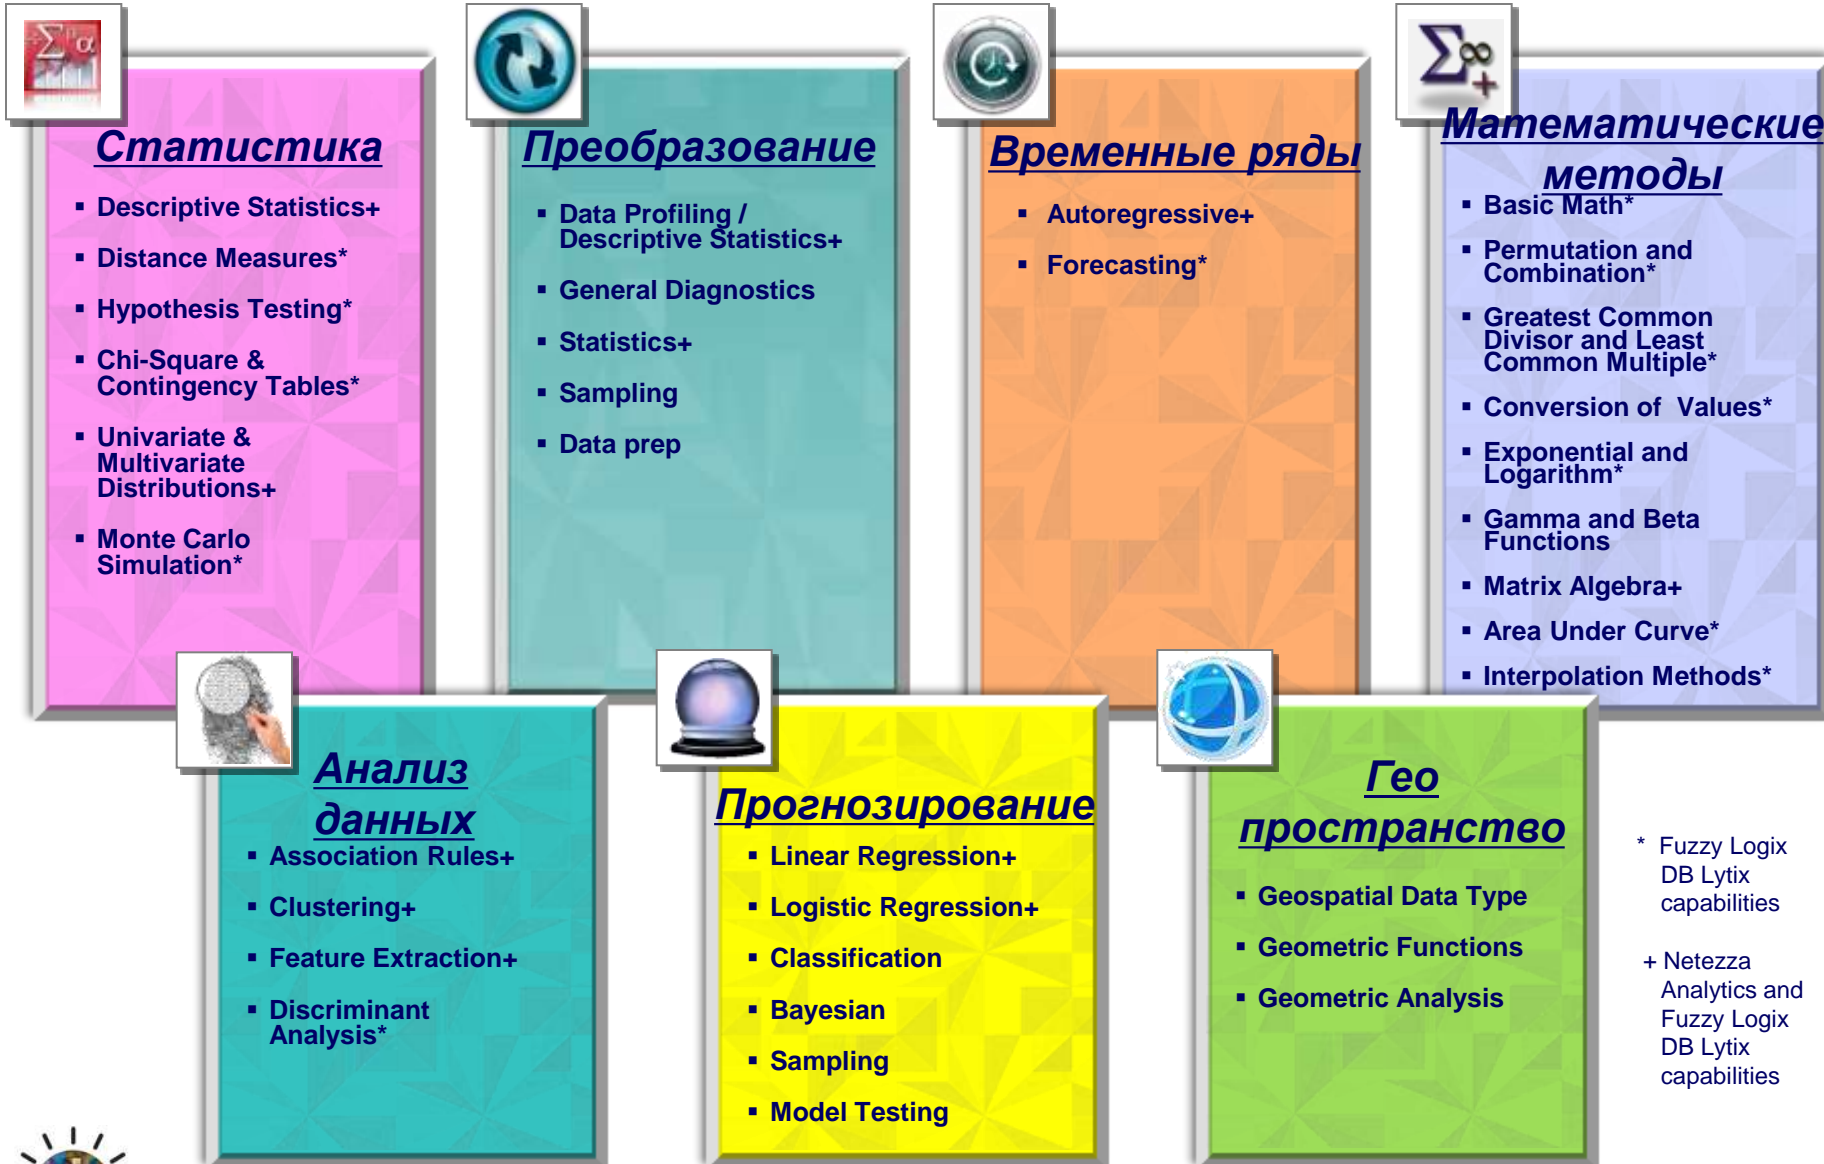 Статистика
▪ Descriptive Statistics+
▪ Distance Measures*
▪ Hypothesis Testing*
▪ Chi-Square &
Contingency Tables*
▪ Univariate &
Multivariate
Distributions+
▪ Monte Carlo
Simulation*
Преобразование
▪ Data Profiling /
Descriptive Statistics+
▪ General Diagnostics
▪ Statistics+
▪ Sampling
▪ Data prep
Временные ряды
▪ Autoregressive+
▪ Forecasting*
Математические
методы
▪ Basic Math*
▪ Permutation and
Combination*
▪ Greatest Common
Divisor and Least
Common Multiple*
▪ Conversion of Values*
▪ Exponential and
Logarithm*
▪ Gamma and Beta
Functions
▪ Matrix Algebra+
▪ Area Under Curve*
▪ Interpolation Methods*
Анализ
данных
▪ Association Rules+
▪ Clustering+
▪ Feature Extraction+
▪ Discriminant
Analysis*
Прогнозирование
▪ Linear Regression+
▪ Logistic Regression+
▪ Classification
▪ Bayesian
▪ Sampling
▪ Model Testing
Гео
пространство
▪ Geospatial Data Type
▪ Geometric Functions
▪ Geometric Analysis
* Fuzzy Logix
DB Lytix
capabilities
+ Netezza
Analytics and
Fuzzy Logix
DB Lytix
capabilities